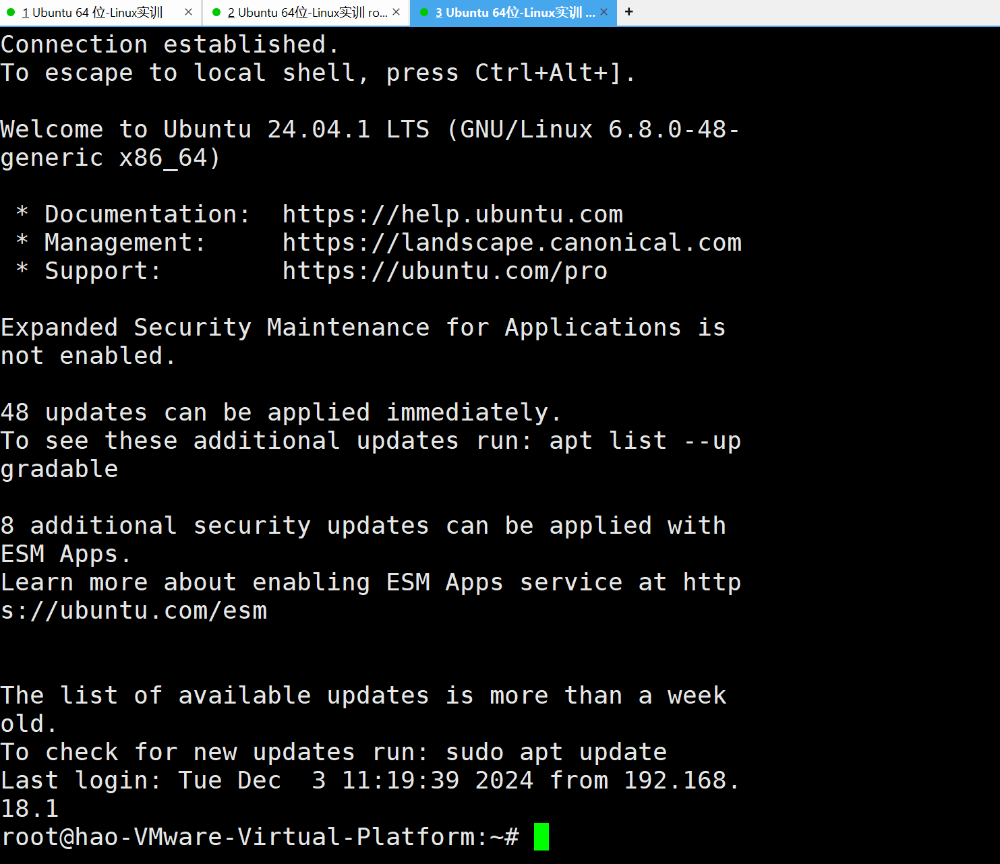 1 Ubuntu 64 位-Linux实训 ×
2 Ubuntu 64位-Linux实训 ro... ×
3 Ubuntu 64位-Linux实训 ... ×
+
Connection established.
To escape to local shell, press Ctrl+Alt+].
Welcome to Ubuntu 24.04.1 LTS (GNU/Linux 6.8.0-48-
generic x86_64)
 * Documentation:  https://help.ubuntu.com
 * Management:     https://landscape.canonical.com
 * Support:        https://ubuntu.com/pro
Expanded Security Maintenance for Applications is
not enabled.
48 updates can be applied immediately.
To see these additional updates run: apt list --up
gradable
8 additional security updates can be applied with
ESM Apps.
Learn more about enabling ESM Apps service at http
s://ubuntu.com/esm
The list of available updates is more than a week
old.
To check for new updates run: sudo apt update
Last login: Tue Dec  3 11:19:39 2024 from 192.168.
18.1
root@hao-VMware-Virtual-Platform:~#